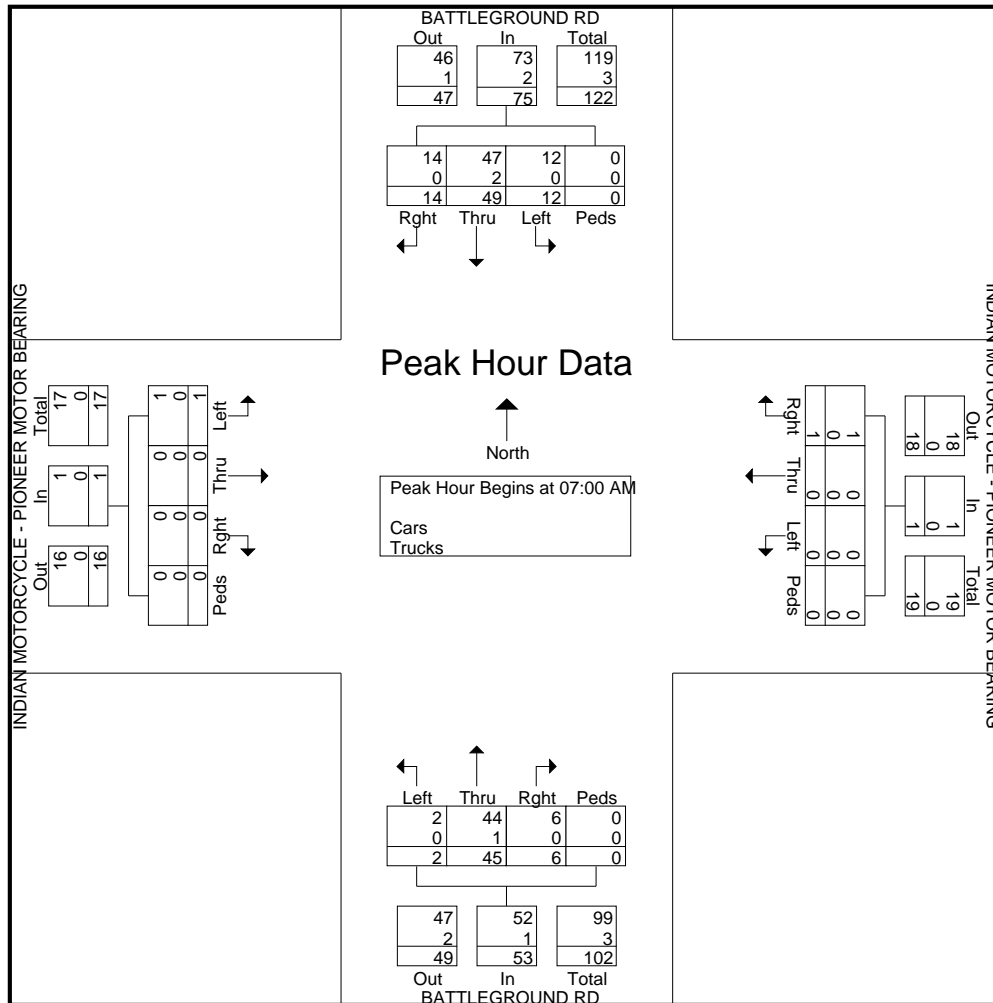 BATTLEGROUND RD
Out In Total
46 73 119
1 2 3
47 75 122
14 47 12 0
0 2 0 0
14 49 12 0
Rght Thru Left Peds
INDIAN MOTORCYCLE - PIONEER MOTOR BEARING
Total In Out
17 1 16
0 0 0
17 1 16
1 0 0 0
0 0 0 0
1 0 0 0
Left Thru Rght Peds
Peak Hour Data
North
Peak Hour Begins at 07:00 AM
Cars
Trucks
Rght Thru Left Peds
1 0 0 0
0 0 0 0
1 0 0 0
Out In Total
18 1 19
0 0 0
18 1 19
INDIAN MOTORCYCLE - PIONEER MOTOR BEARING
Left Thru Rght Peds
2 44 6 0
0 1 0 0
2 45 6 0
47 52 99
2 1 3
49 53 102
Out In Total
BATTLEGROUND RD